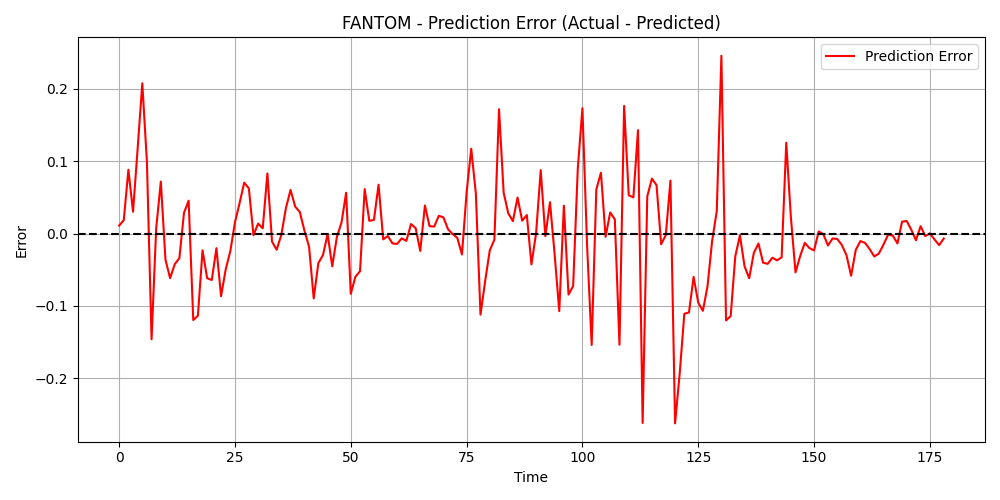 FANTOM - Prediction Error (Actual - Predicted)
Prediction Error
Error
0.2
0.1
0.0
−0.1
−0.2
0 25 50 75 100 125 150 175
Time